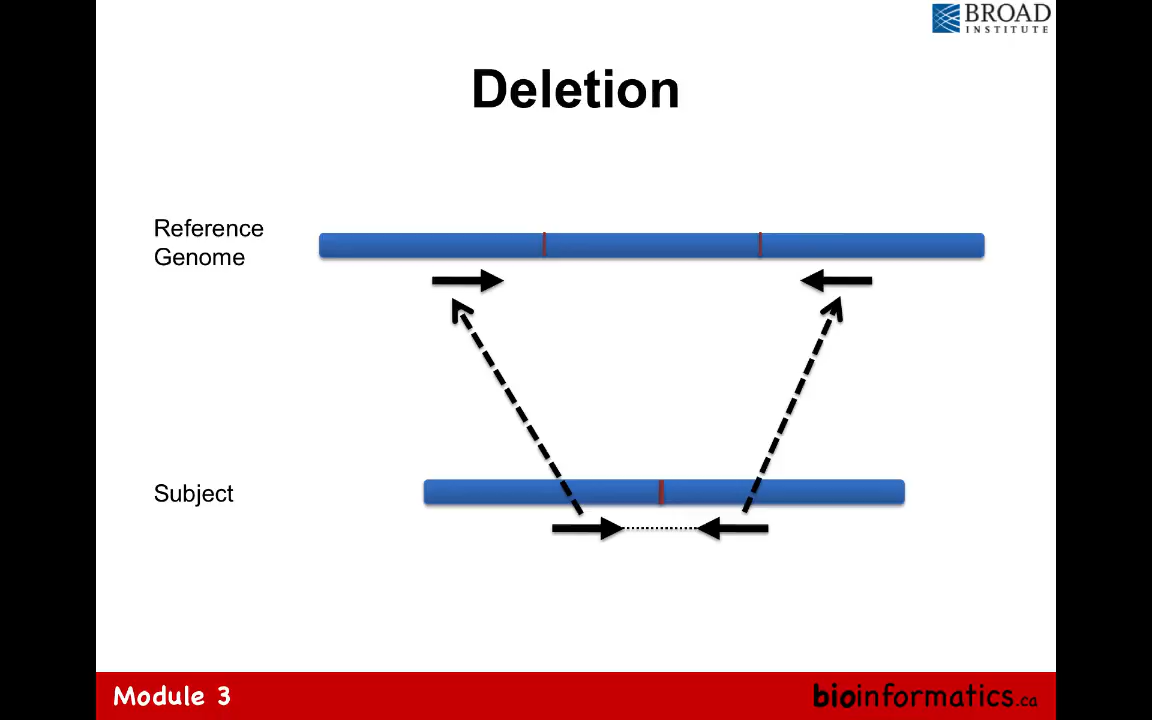 BROAD
INSTITUTE
Deletion
Reference
Genome
Subject
Module 3
bioinformatics.ca